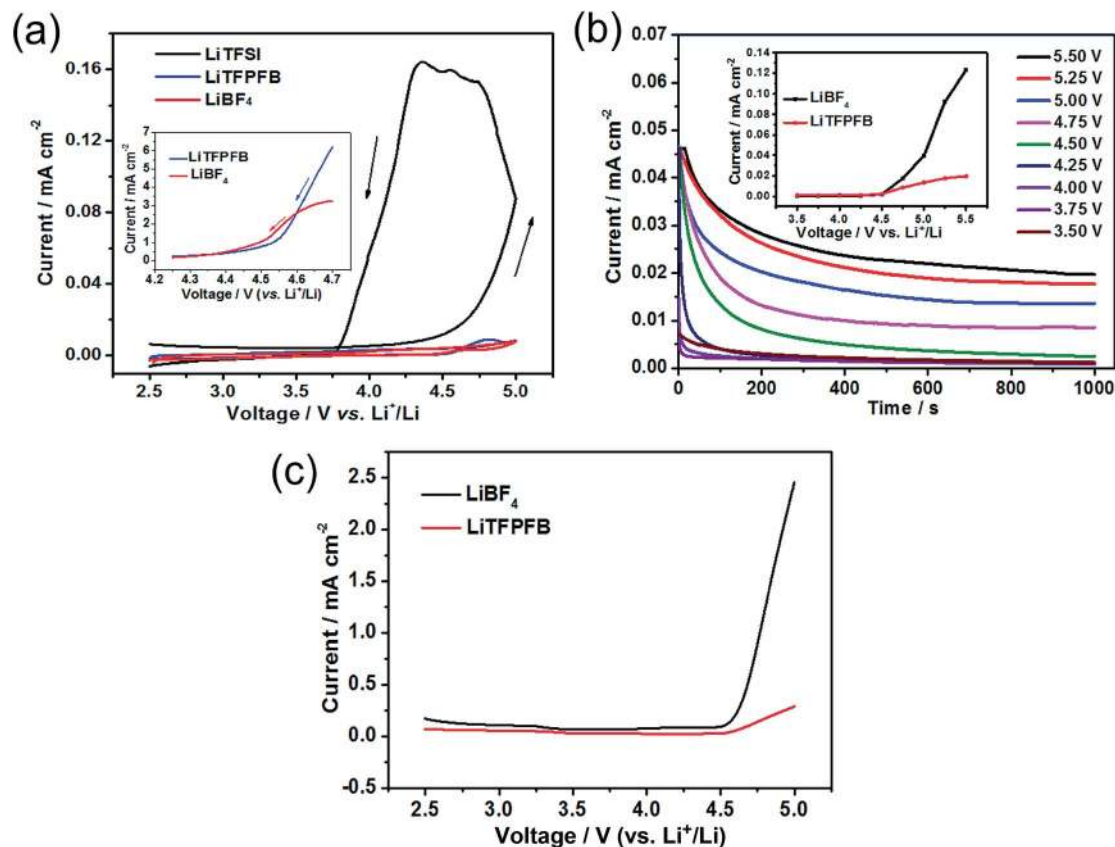 (a)
LiTFSI
LiTFPFB
LiBF₄
Current / mA cm⁻²
0.16
0.12
0.08
0.04
0.00
2.5 3.0 3.5 4.0 4.5 5.0
Voltage / V vs. Li⁺/Li
LiTFPFB
LiBF₄
Current / mA cm⁻²
7
6
5
4
3
2
1
0
4.2 4.3 4.4 4.5 4.6 4.7
Voltage / V (vs. Li⁺/Li)
(b)
Current / mA cm⁻²
0.07
0.06
0.05
0.04
0.03
0.02
0.01
0.00
0 200 400 600 800 1000
Time / s
LiBF₄
LiTFPFB
Current / mA cm⁻²
0.14
0.12
0.10
0.08
0.06
0.04
0.02
0.00
3.5 4.0 4.5 5.0 5.5
Voltage / V vs. Li⁺/Li
5.50 V
5.25 V
5.00 V
4.75 V
4.50 V
4.25 V
4.00 V
3.75 V
3.50 V
(c)
LiBF₄
LiTFPFB
Current / mA cm⁻²
2.5
2.0
1.5
1.0
0.5
0.0
-0.5
2.5 3.0 3.5 4.0 4.5 5.0
Voltage / V (vs. Li⁺/Li)